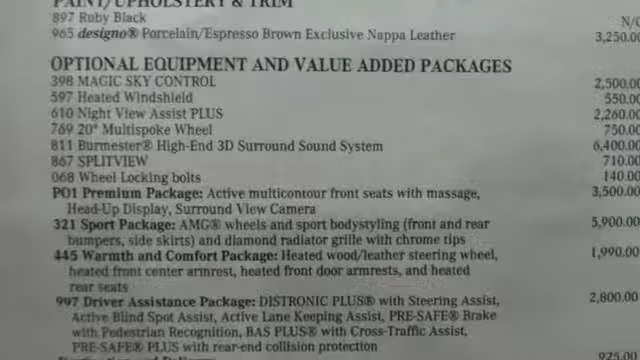 PAINT/UPHOLSTERY & TRIM
897 Ruby Black N/C
965 designo® Porcelain/Espresso Brown Exclusive Nappa Leather 3,250.00
OPTIONAL EQUIPMENT AND VALUE ADDED PACKAGES
398 MAGIC SKY CONTROL 2,500.00
597 Heated Windshield 550.00
610 Night View Assist PLUS 2,260.00
769 20" Multispoke Wheel 750.00
811 Burmester® High-End 3D Surround Sound System 6,400.00
867 SPLITVIEW 710.00
068 Wheel Locking bolts 140.00
PO1 Premium Package: Active multicontour front seats with massage, 3,500.00
Head-Up Display, Surround View Camera
321 Sport Package: AMG® wheels and sport bodystyling (front and rear 5,900.00
bumpers, side skirts) and diamond radiator grille with chrome tips
445 Warmth and Comfort Package: Heated wood/leather steering wheel, 1,990.00
heated front center armrest, heated front door armrests, and heated
rear seats
997 Driver Assistance Package: DISTRONIC PLUS® with Steering Assist, 2,800.00
Active Blind Spot Assist, Active Lane Keeping Assist, PRE-SAFE® Brake
with Pedestrian Recognition, BAS PLUS® with Cross-Traffic Assist,
PRE-SAFE® PLUS with rear-end collision protection
925.00